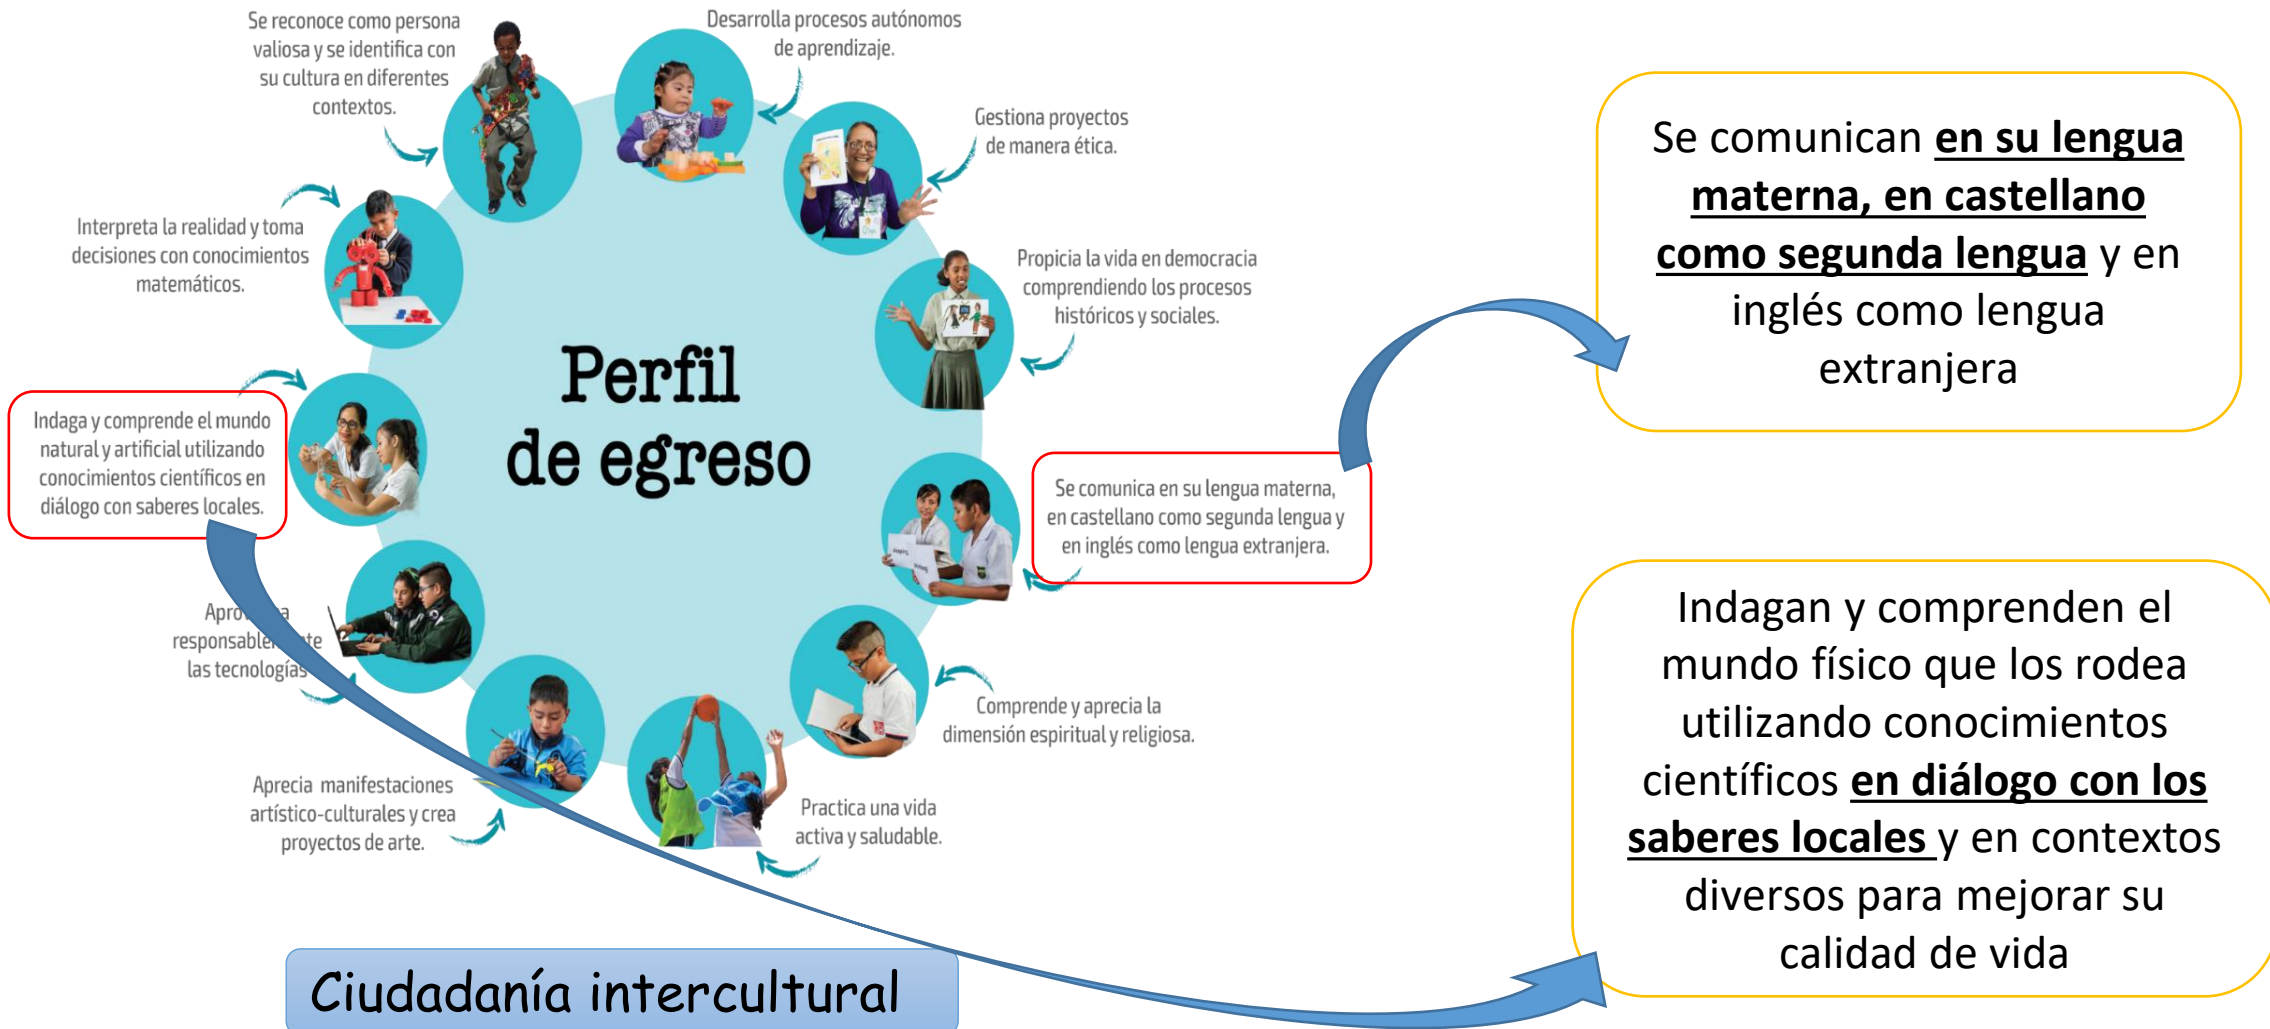 Se reconoce como persona
valiosa y se identifica con
su cultura en diferentes
contextos.
Desarrolla procesos autónomos
de aprendizaje.
Gestiona proyectos
de manera ética.
Propicia la vida en democracia
comprendiendo los procesos
históricos y sociales.
Se comunica en su lengua materna,
en castellano como segunda lengua y
en inglés como lengua extranjera.
Comprende y aprecia la
dimensión espiritual y religiosa.
Practica una vida
activa y saludable.
Aprecia manifestaciones
artístico-culturales y crea
proyectos de arte.
las tecnologías
Indaga y comprende el mundo
natural y artificial utilizando
conocimientos científicos en
diálogo con saberes locales.
Interpreta la realidad y toma
decisiones con conocimientos
matemáticos.
Perfil
de egreso
Se comunican en su lengua
materna, en castellano
como segunda lengua y en
inglés como lengua
extranjera
Indagan y comprenden el
mundo físico que los rodea
utilizando conocimientos
científicos en diálogo con los
saberes locales y en contextos
diversos para mejorar su
calidad de vida
Ciudadanía intercultural